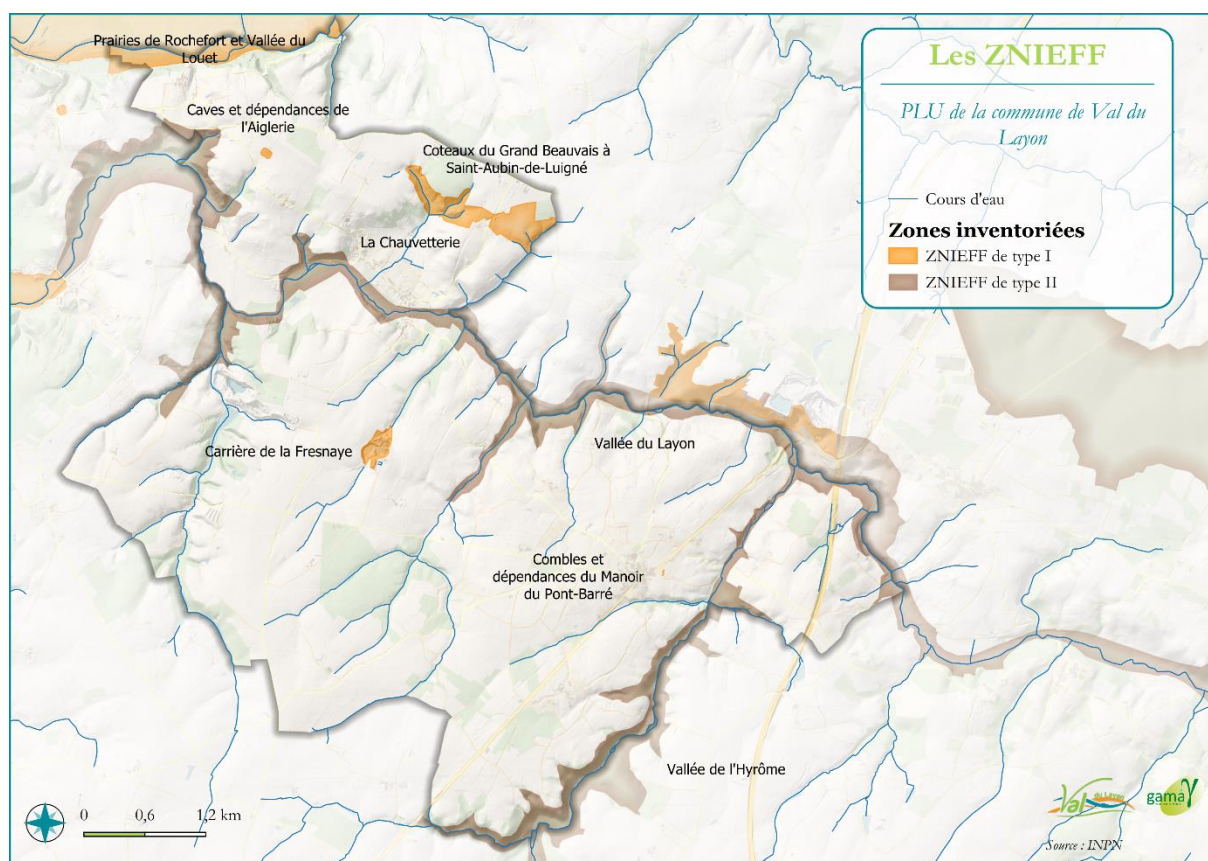 Prairies de Rochefort et Vallée du
Louet
Caves et dépendances de
l'Aiglerie
Coteaux du Grand Beauvais à
Saint-Aubin-de-Luigné
La Chauvetterie
Les ZNIEFF
PLU de la commune de Val du
Layon
Cours d'eau
Zones inventoriées
ZNIEFF de type I
ZNIEFF de type II
Carrière de la Fresnaye
Vallée du Layon
Combles et
dépendances du Manoir
du Pont-Barré
Vallée de l'Hyrôme
0 0,6 1,2 km
Val du Layon
gama
Source : INPN